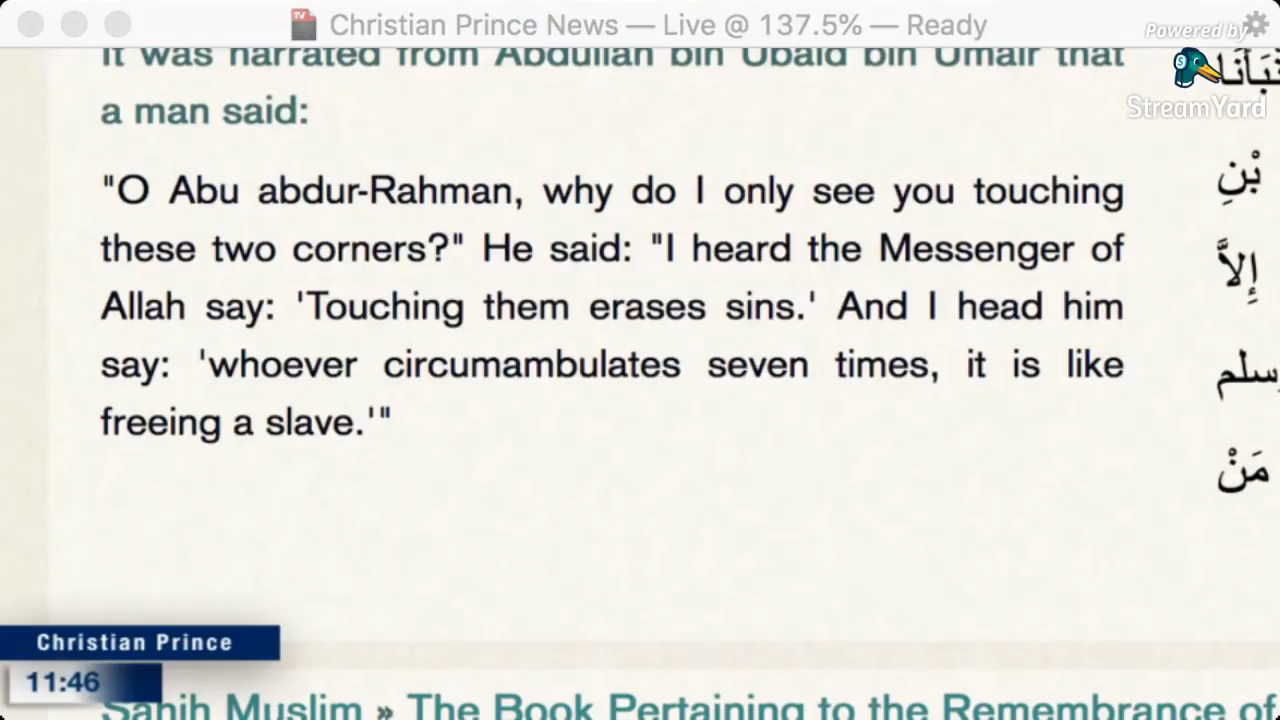 Christian Prince News — Live @ 137.5% — Ready
Powered by
StreamYard
It was narrated from Abdullah bin Ubaid bin Umair that
a man said:
"O Abu abdur-Rahman, why do I only see you touching
these two corners?" He said: "I heard the Messenger of
Allah say: 'Touching them erases sins.' And I head him
say: 'whoever circumambulates seven times, it is like
freeing a slave.'"
بْنِ
إِلاَّ
مَنْ
Christian Prince
11:46
Sahih Muslim » The Book Pertaining to the Remembrance of